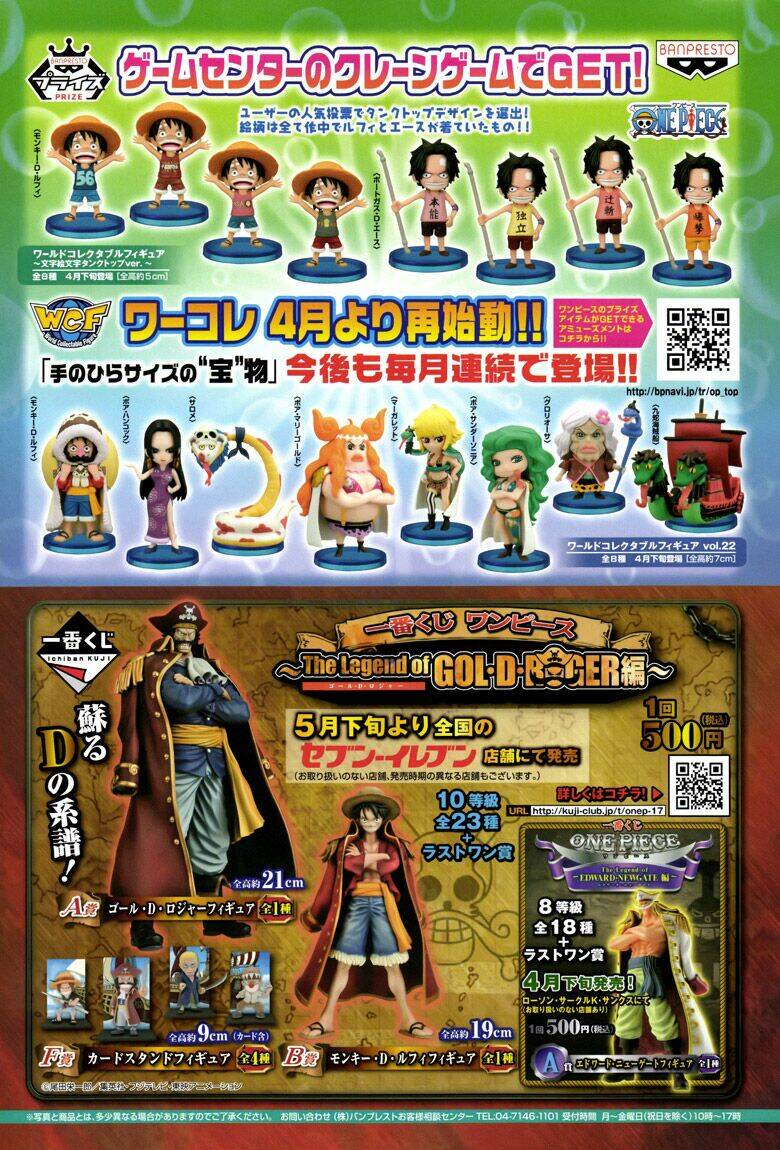 BANPRESTO
プライズ
PRIZE
ゲームセンターのクレーンゲームでGET!
BANPRESTO
ユーザーの人気投票でタンクトップデザインを選出!
絵柄は全て作中でルフィとエースが着ていたもの!!
ワンピース
ONE PIECE
〈モンキー・D・ルフィ〉
56
〈ポートガス・D・エース〉
本能
独立
辻斬
爆撃
ワールドコレクタブルフィギュア
～文字絵文字タンクトップver.～
全8種 4月下旬登場[全高約5cm]
WCF
World Collectable Figure
ワーコレ 4月より再始動!!
ワンピースのプライズ
アイテムがGETできる
アミューズメントは
コチラから!!
「手のひらサイズの“宝”物」今後も毎月連続で登場!!
http://bpnavi.jp/tr/op_top
〈モンキー・D・ルフィ〉
〈ボア・ハンコック〉
〈サロメ〉
〈ボア・マリーゴールド〉
〈マーガレット〉
〈ボア・サンダーソニア〉
〈グロリオーサ〉
〈九蛇海賊船〉
ワールドコレクタブルフィギュア vol.22
全8種 4月下旬登場[全高約7cm]
一番くじ
Ichiban KUJI
一番くじ ワンピース
～The Legend of GOL・D・ROGER編～
ゴール・D・ロジャー
蘇る
Dの系譜!
5月下旬より全国の
セブン-イレブン 店舗にて発売
(お取り扱いのない店舗、発売時期の異なる店舗もございます。)
1回
500円(税込)
10等級
全23種
+
ラストワン賞
詳しくはコチラ!▶
URL http://kuji-club.jp/t/onep-17
全高約21cm
A賞 ゴール・D・ロジャーフィギュア 全1種
全高約9cm(カード含)
F賞 カードスタンドフィギュア 全4種
全高約19cm
B賞 モンキー・D・ルフィフィギュア 全1種
一番くじ
ONE PIECE
ワンピース
The Legend of
～EDWARD・NEWGATE編～
8等級
全18種
+
ラストワン賞
4月下旬発売!
ローソン・サークルK・サンクスにて
(お取り扱いのない店舗あり)
1回500円(税込)
A賞 エドワード・ニューゲートフィギュア 全1種
©尾田栄一郎/集英社・フジテレビ・東映アニメーション
※写真と商品とは、多少異なる場合がありますのでご了承ください。 お問い合わせ (株)バンプレストお客様相談センター TEL:04-7146-1101 受付時間 月～金曜日(祝日を除く)10時～17時